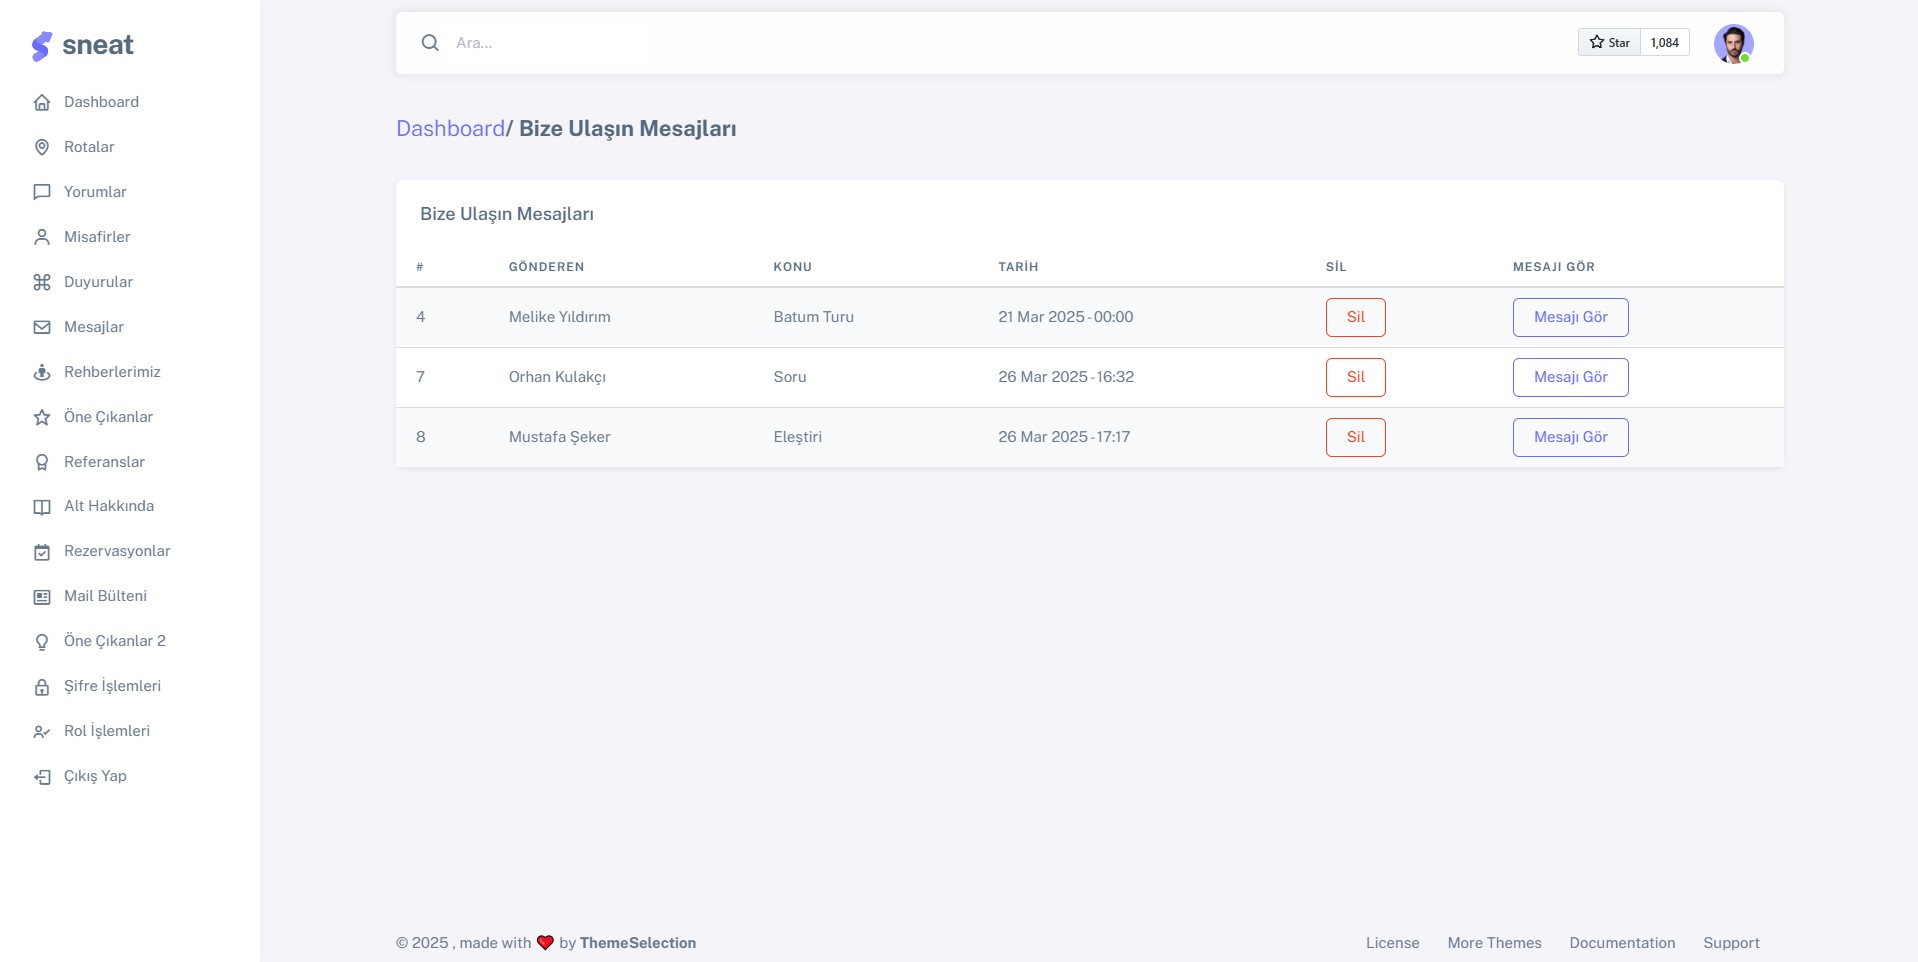 sneat
Dashboard
Rotalar
Yorumlar
Misafirler
Duyurular
Mesajlar
Rehberlerimiz
Öne Çıkanlar
Referanslar
Alt Hakkında
Rezervasyonlar
Mail Bülteni
Öne Çıkanlar 2
Şifre İşlemleri
Rol İşlemleri
Çıkış Yap
Ara...
Star 1,084
Dashboard/ Bize Ulaşın Mesajları
Bize Ulaşın Mesajları
# GÖNDEREN KONU TARİH SİL MESAJI GÖR
4 Melike Yıldırım Batum Turu 21 Mar 2025 - 00:00 Sil Mesajı Gör
7 Orhan Kulakçı Soru 26 Mar 2025 - 16:32 Sil Mesajı Gör
8 Mustafa Şeker Eleştiri 26 Mar 2025 - 17:17 Sil Mesajı Gör
© 2025 , made with ❤️ by ThemeSelection
License More Themes Documentation Support